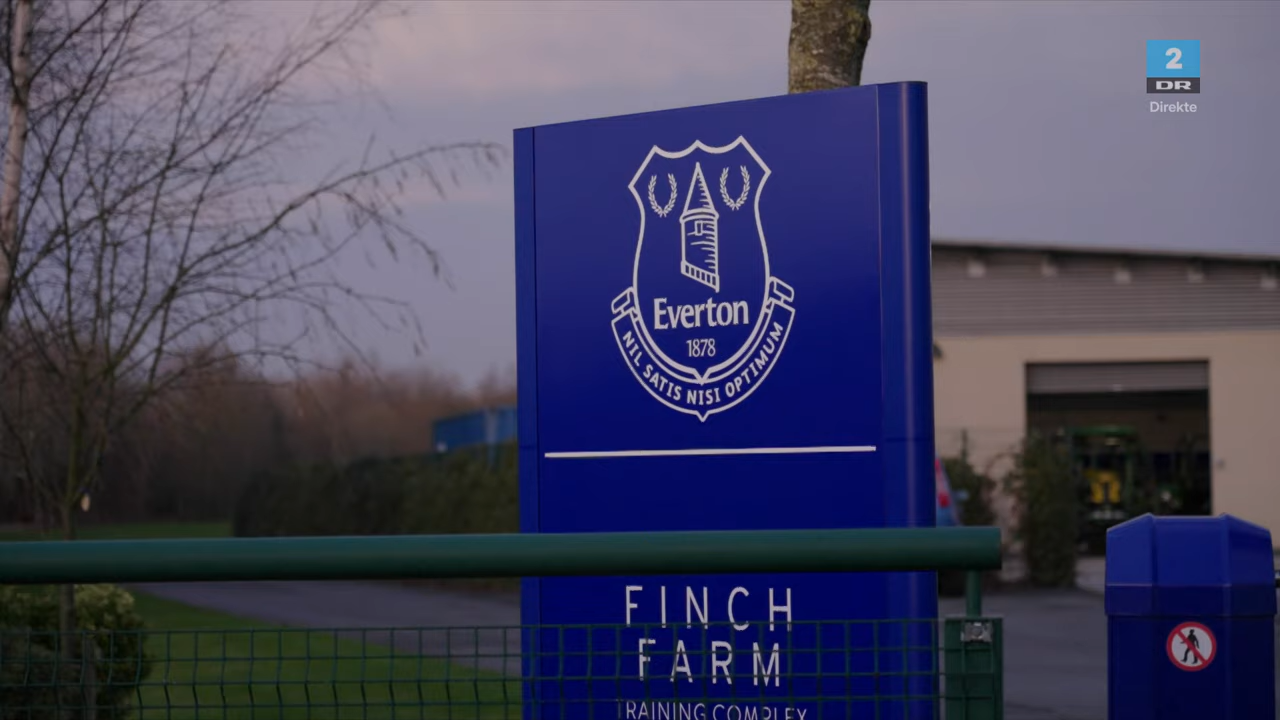 2
DR
Direkte
Everton
1878
NIL SATIS NISI OPTIMUM
FINCH
FARM
TRAINING COMPLEX